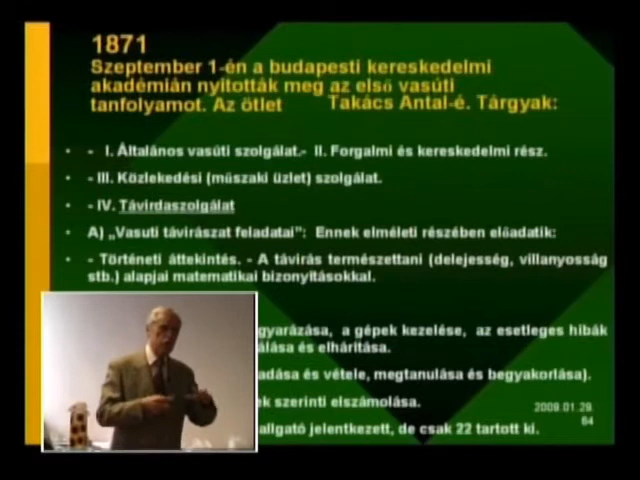 1871
Szeptember 1-én a budapesti kereskedelmi
akadémián nyitották meg az első vasúti
tanfolyamot. Az ötlet Takács Antal-é. Tárgyak:
- I. Általános vasúti szolgálat.- II. Forgalmi és kereskedelmi rész.
- III. Közlekedési (műszaki üzlet) szolgálat.
- IV. Távirdaszolgálat
A) „Vasuti távirászat feladatai”: Ennek elméleti részében előadatik:
- Történeti áttekintés. - A távirás természettani (delejesség, villanyosság
stb.) alapjai matematikai bizonyitásokkal.
gyarázása, a gépek kezelése, az esetleges hibák
álása és elháritása.
adása és vétele, megtanulása és begyakorlása).
ek szerinti elszámolása.
2009.01.29.
64
allgató jelentkezett, de csak 22 tartott ki.